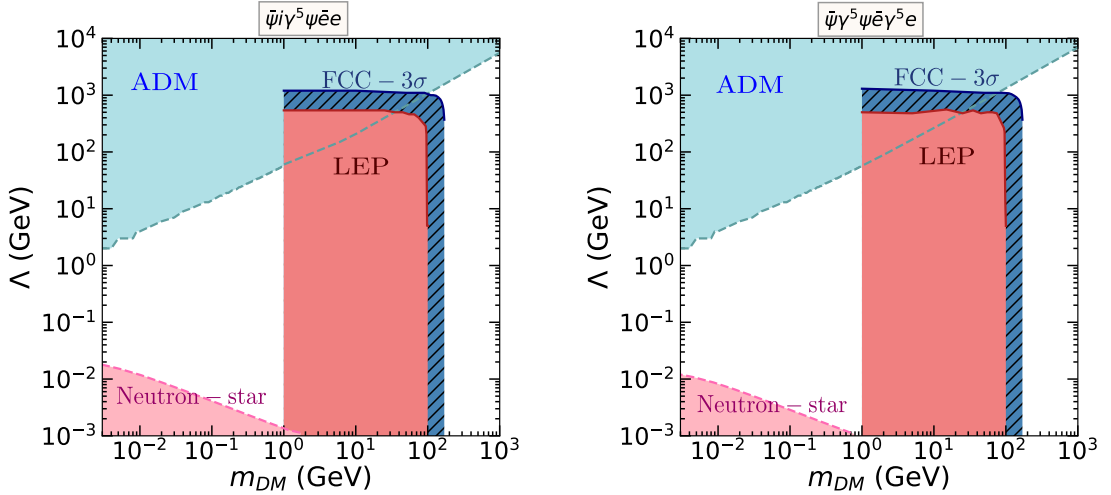 ψ̄iγ⁵ψēe
10⁴
10³
10²
10¹
10⁰
10⁻¹
10⁻²
10⁻³
Λ (GeV)
ADM
FCC − 3σ
LEP
Neutron − star
10⁻² 10⁻¹ 10⁰ 10¹ 10² 10³
m_DM (GeV)
ψ̄γ⁵ψēγ⁵e
10⁴
10³
10²
10¹
10⁰
10⁻¹
10⁻²
10⁻³
Λ (GeV)
ADM
FCC − 3σ
LEP
Neutron − star
10⁻² 10⁻¹ 10⁰ 10¹ 10² 10³
m_DM (GeV)